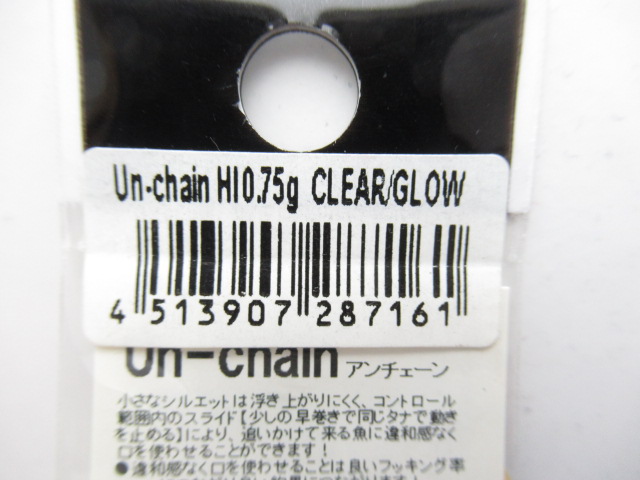 Un-chain HI0.75g CLEAR/GLOW
4 513907 287161
Un-chain アンチェーン
小さなシルエットは浮き上がりにくく、コントロール
範囲内のスライド【少しの早巻きで同じタナで動き
を止める】により、追いかけて来る魚に違和感なく
口を使わせることができます!
●違和感なく口を使わせることは良いフッキング率